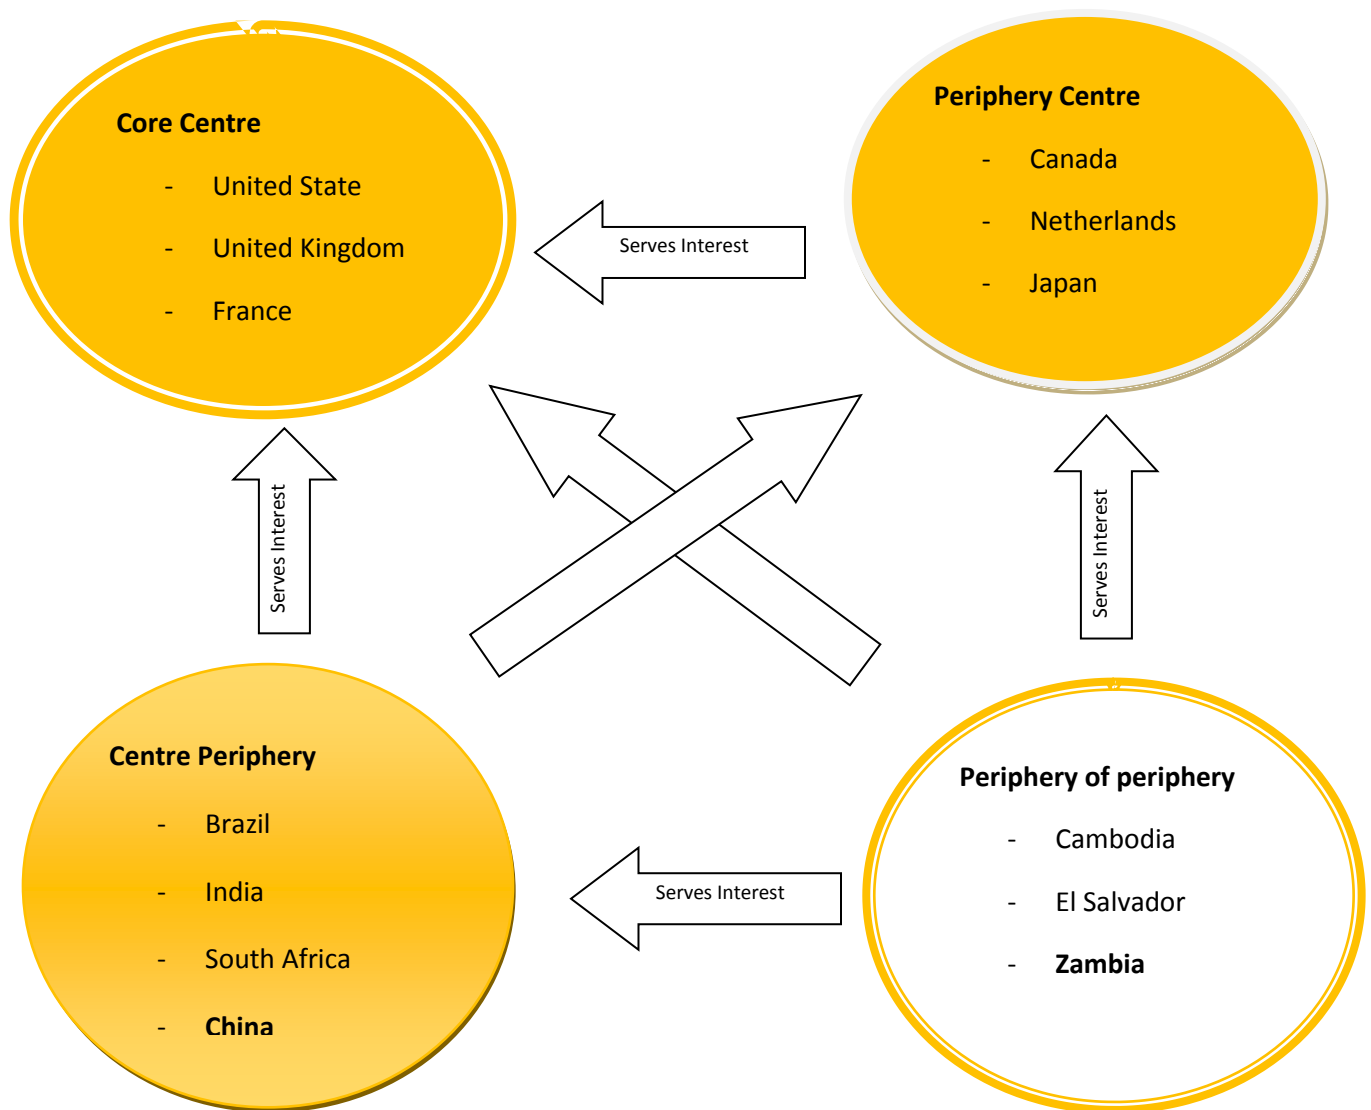 Core Centre
- United State
- United Kingdom
- France
Periphery Centre
- Canada
- Netherlands
- Japan
Serves Interest
Serves Interest
Serves Interest
Centre Periphery
- Brazil
- India
- South Africa
- China
Serves Interest
Periphery of periphery
- Cambodia
- El Salvador
- Zambia